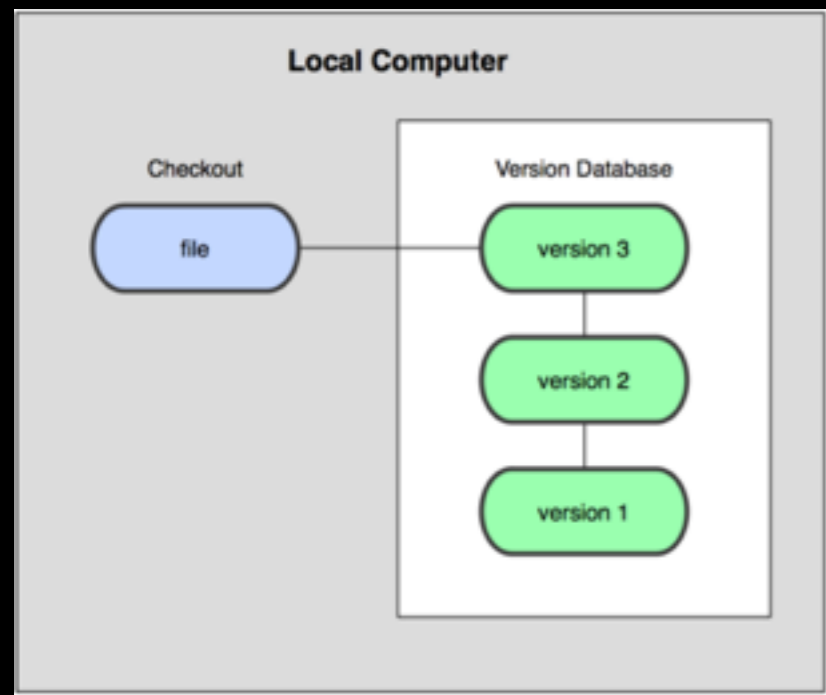 Local Computer
Checkout
Version Database
file
version 3
version 2
version 1